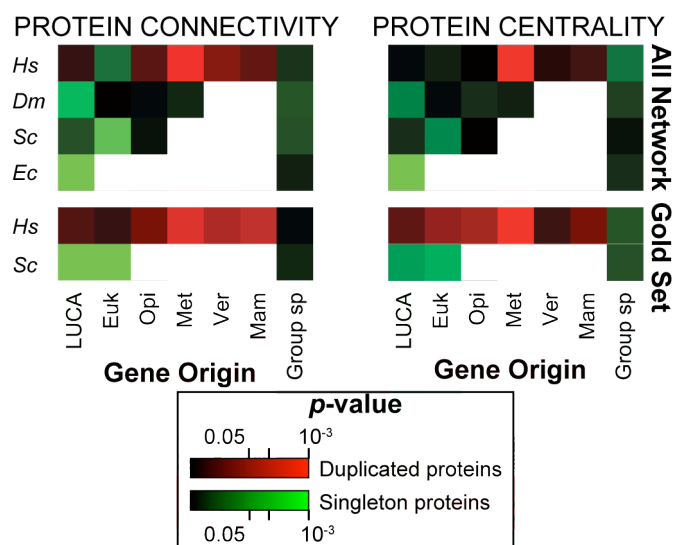 PROTEIN CONNECTIVITY
PROTEIN CENTRALITY
Hs
Dm
Sc
Ec
Hs
Sc
All Network
Gold Set
LUCA
Euk
Opi
Met
Ver
Mam
Group sp
LUCA
Euk
Opi
Met
Ver
Mam
Group sp
Gene Origin
Gene Origin
p-value
0.05 10-3
Duplicated proteins
Singleton proteins
0.05 10-3